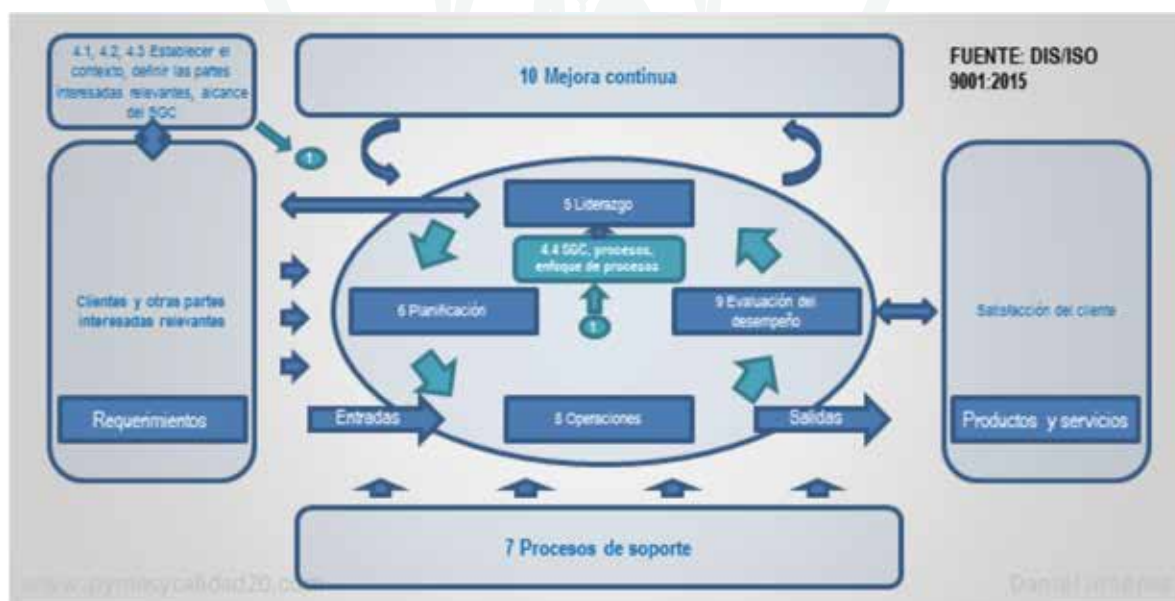 4.1, 4.2, 4.3 Establecer el
contexto, definir las partes
interesadas relevantes, alcance
del SGC
10 Mejora continua
FUENTE: DIS/ISO
9001:2015
1
5 Liderazgo
4.4 SGC, procesos,
enfoque de procesos
Clientes y otras partes
interesadas relevantes
6 Planificación
1
9 Evaluación del
desempeño
Satisfacción del cliente
Requerimientos
Entradas
8 Operaciones
Salidas
Productos y servicios
7 Procesos de soporte
www.pymesycalidad20.com
Daniel